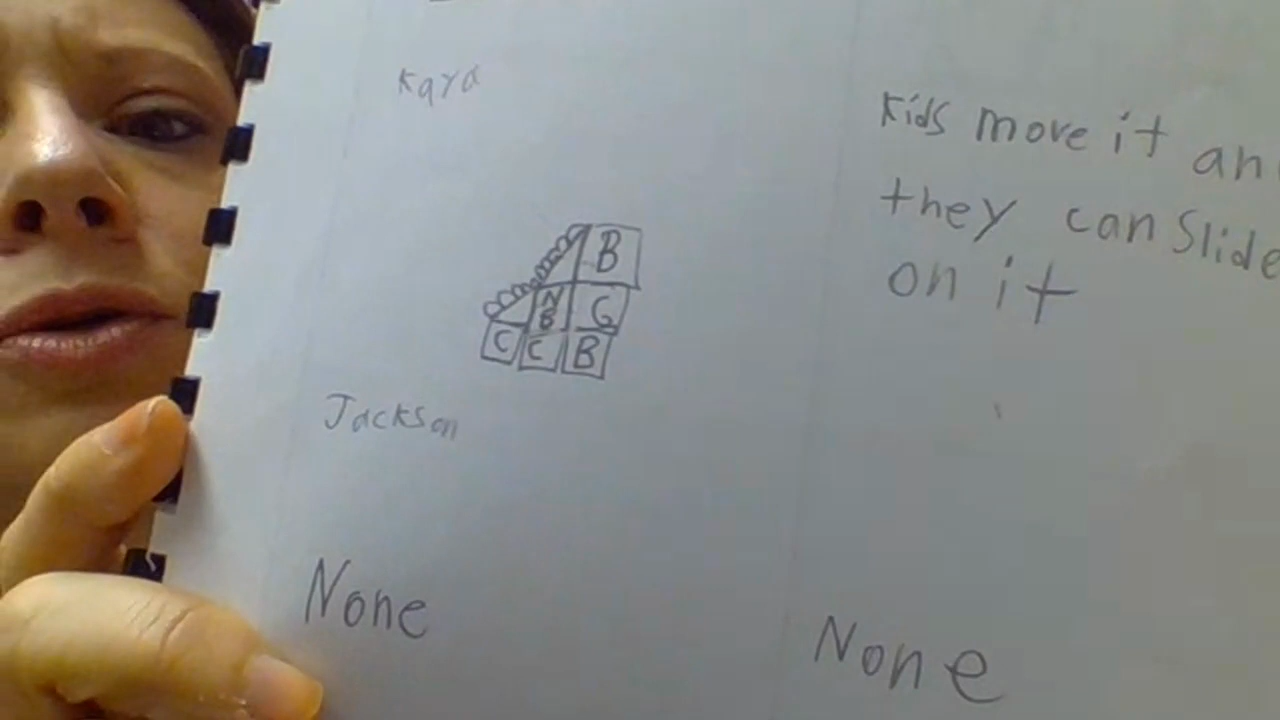 Kaya
Kids move it an
they can Slide
on it
B
N
B
G
C
C
B
Jackson
None
None